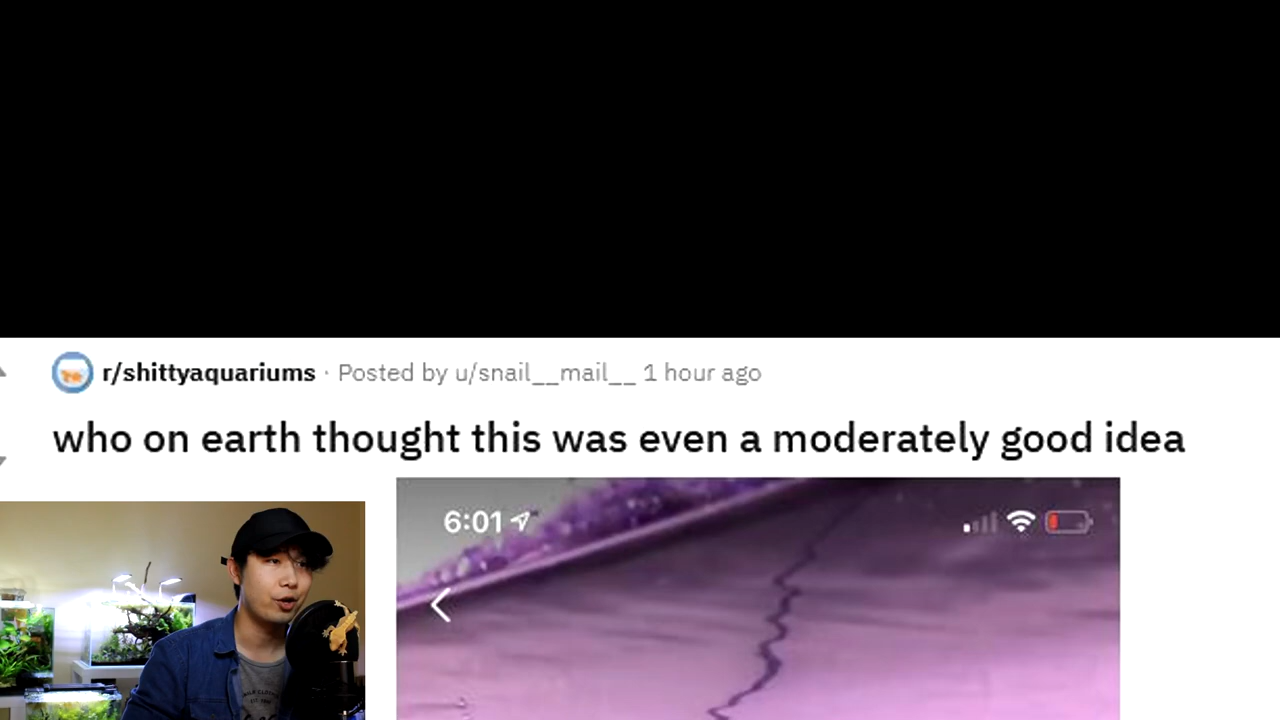 r/shittyaquariums · Posted by u/snail__mail__ 1 hour ago
who on earth thought this was even a moderately good idea
6:01